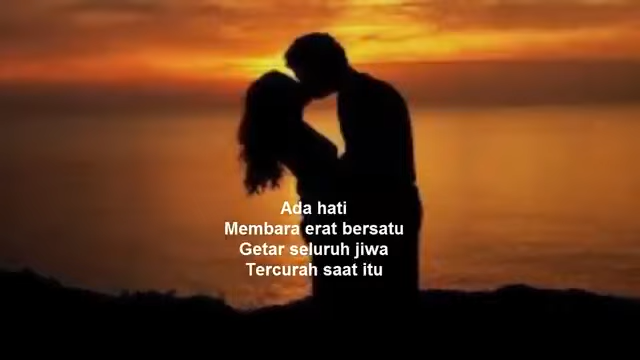 Ada hati
Membara erat bersatu
Getar seluruh jiwa
Tercurah saat itu